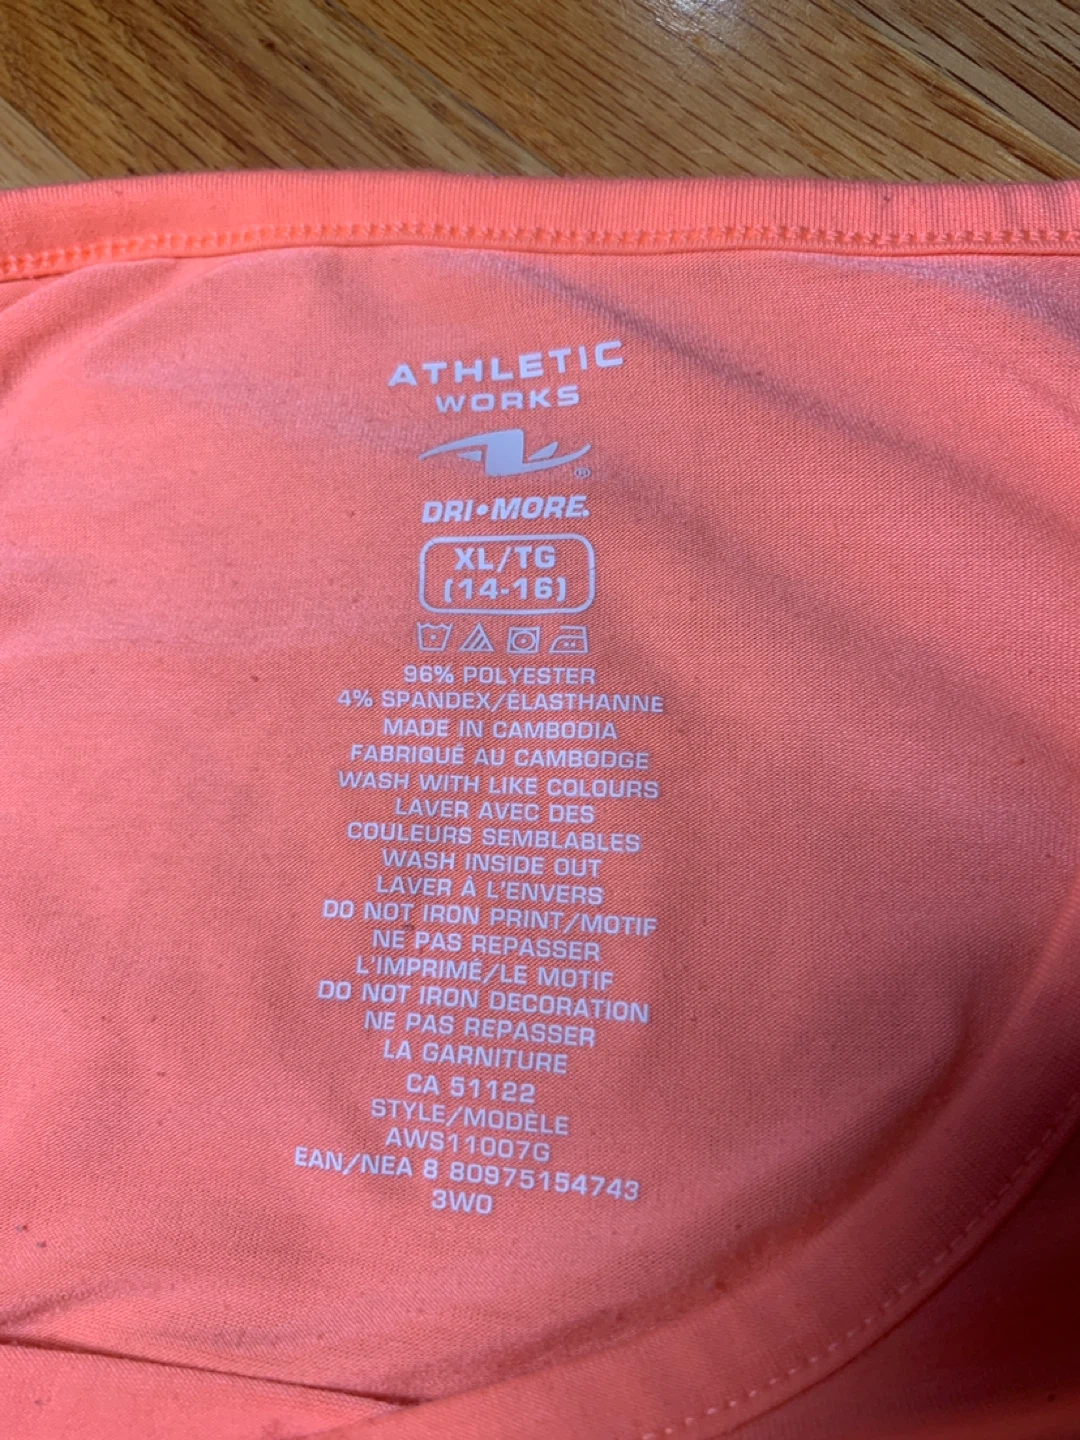 ATHLETIC
WORKS
®
DRI•MORE.
XL/TG
(14-16)
96% POLYESTER
4% SPANDEX/ÉLASTHANNE
MADE IN CAMBODIA
FABRIQUÉ AU CAMBODGE
WASH WITH LIKE COLOURS
LAVER AVEC DES
COULEURS SEMBLABLES
WASH INSIDE OUT
LAVER À L'ENVERS
DO NOT IRON PRINT/MOTIF
NE PAS REPASSER
L'IMPRIMÉ/LE MOTIF
DO NOT IRON DECORATION
NE PAS REPASSER
LA GARNITURE
CA 51122
STYLE/MODÈLE
AWS11007G
EAN/NEA 8 80975154743
3W0